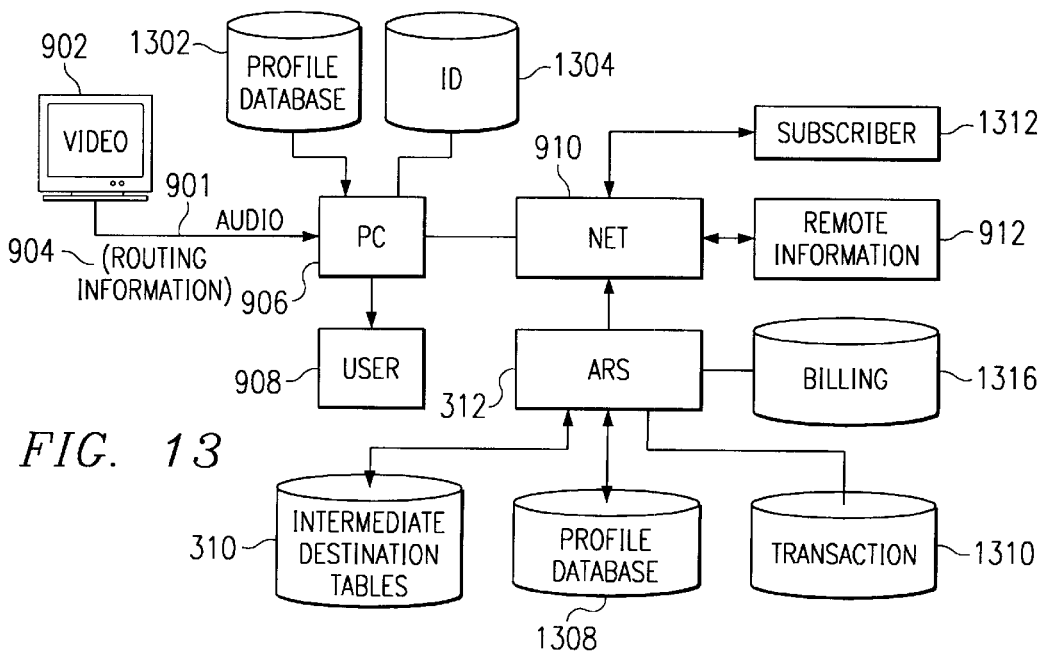 1302
PROFILE
DATABASE
ID
1304
902
VIDEO
SUBSCRIBER
1312
910
901
AUDIO
PC
NET
REMOTE
INFORMATION
912
904
(ROUTING
INFORMATION)
906
USER
908
ARS
312
BILLING
1316
FIG. 13
INTERMEDIATE
DESTINATION
TABLES
310
PROFILE
DATABASE
1308
TRANSACTION
1310